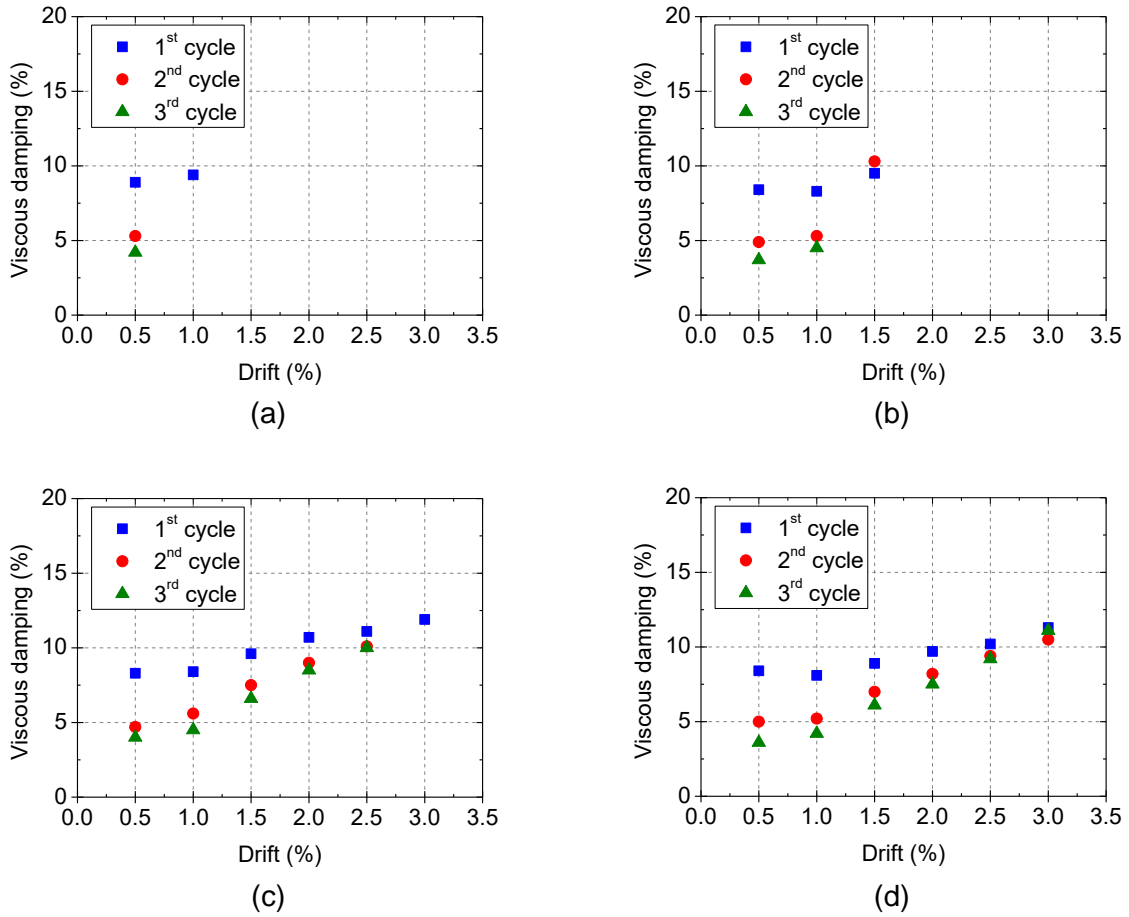 20
15
10
5
0
Viscous damping (%)
1st cycle
2nd cycle
3rd cycle
0.0 0.5 1.0 1.5 2.0 2.5 3.0 3.5
Drift (%)
(a)
20
15
10
5
0
Viscous damping (%)
1st cycle
2nd cycle
3rd cycle
0.0 0.5 1.0 1.5 2.0 2.5 3.0 3.5
Drift (%)
(b)
20
15
10
5
0
Viscous damping (%)
1st cycle
2nd cycle
3rd cycle
0.0 0.5 1.0 1.5 2.0 2.5 3.0 3.5
Drift (%)
(c)
20
15
10
5
0
Viscous damping (%)
1st cycle
2nd cycle
3rd cycle
0.0 0.5 1.0 1.5 2.0 2.5 3.0 3.5
Drift (%)
(d)